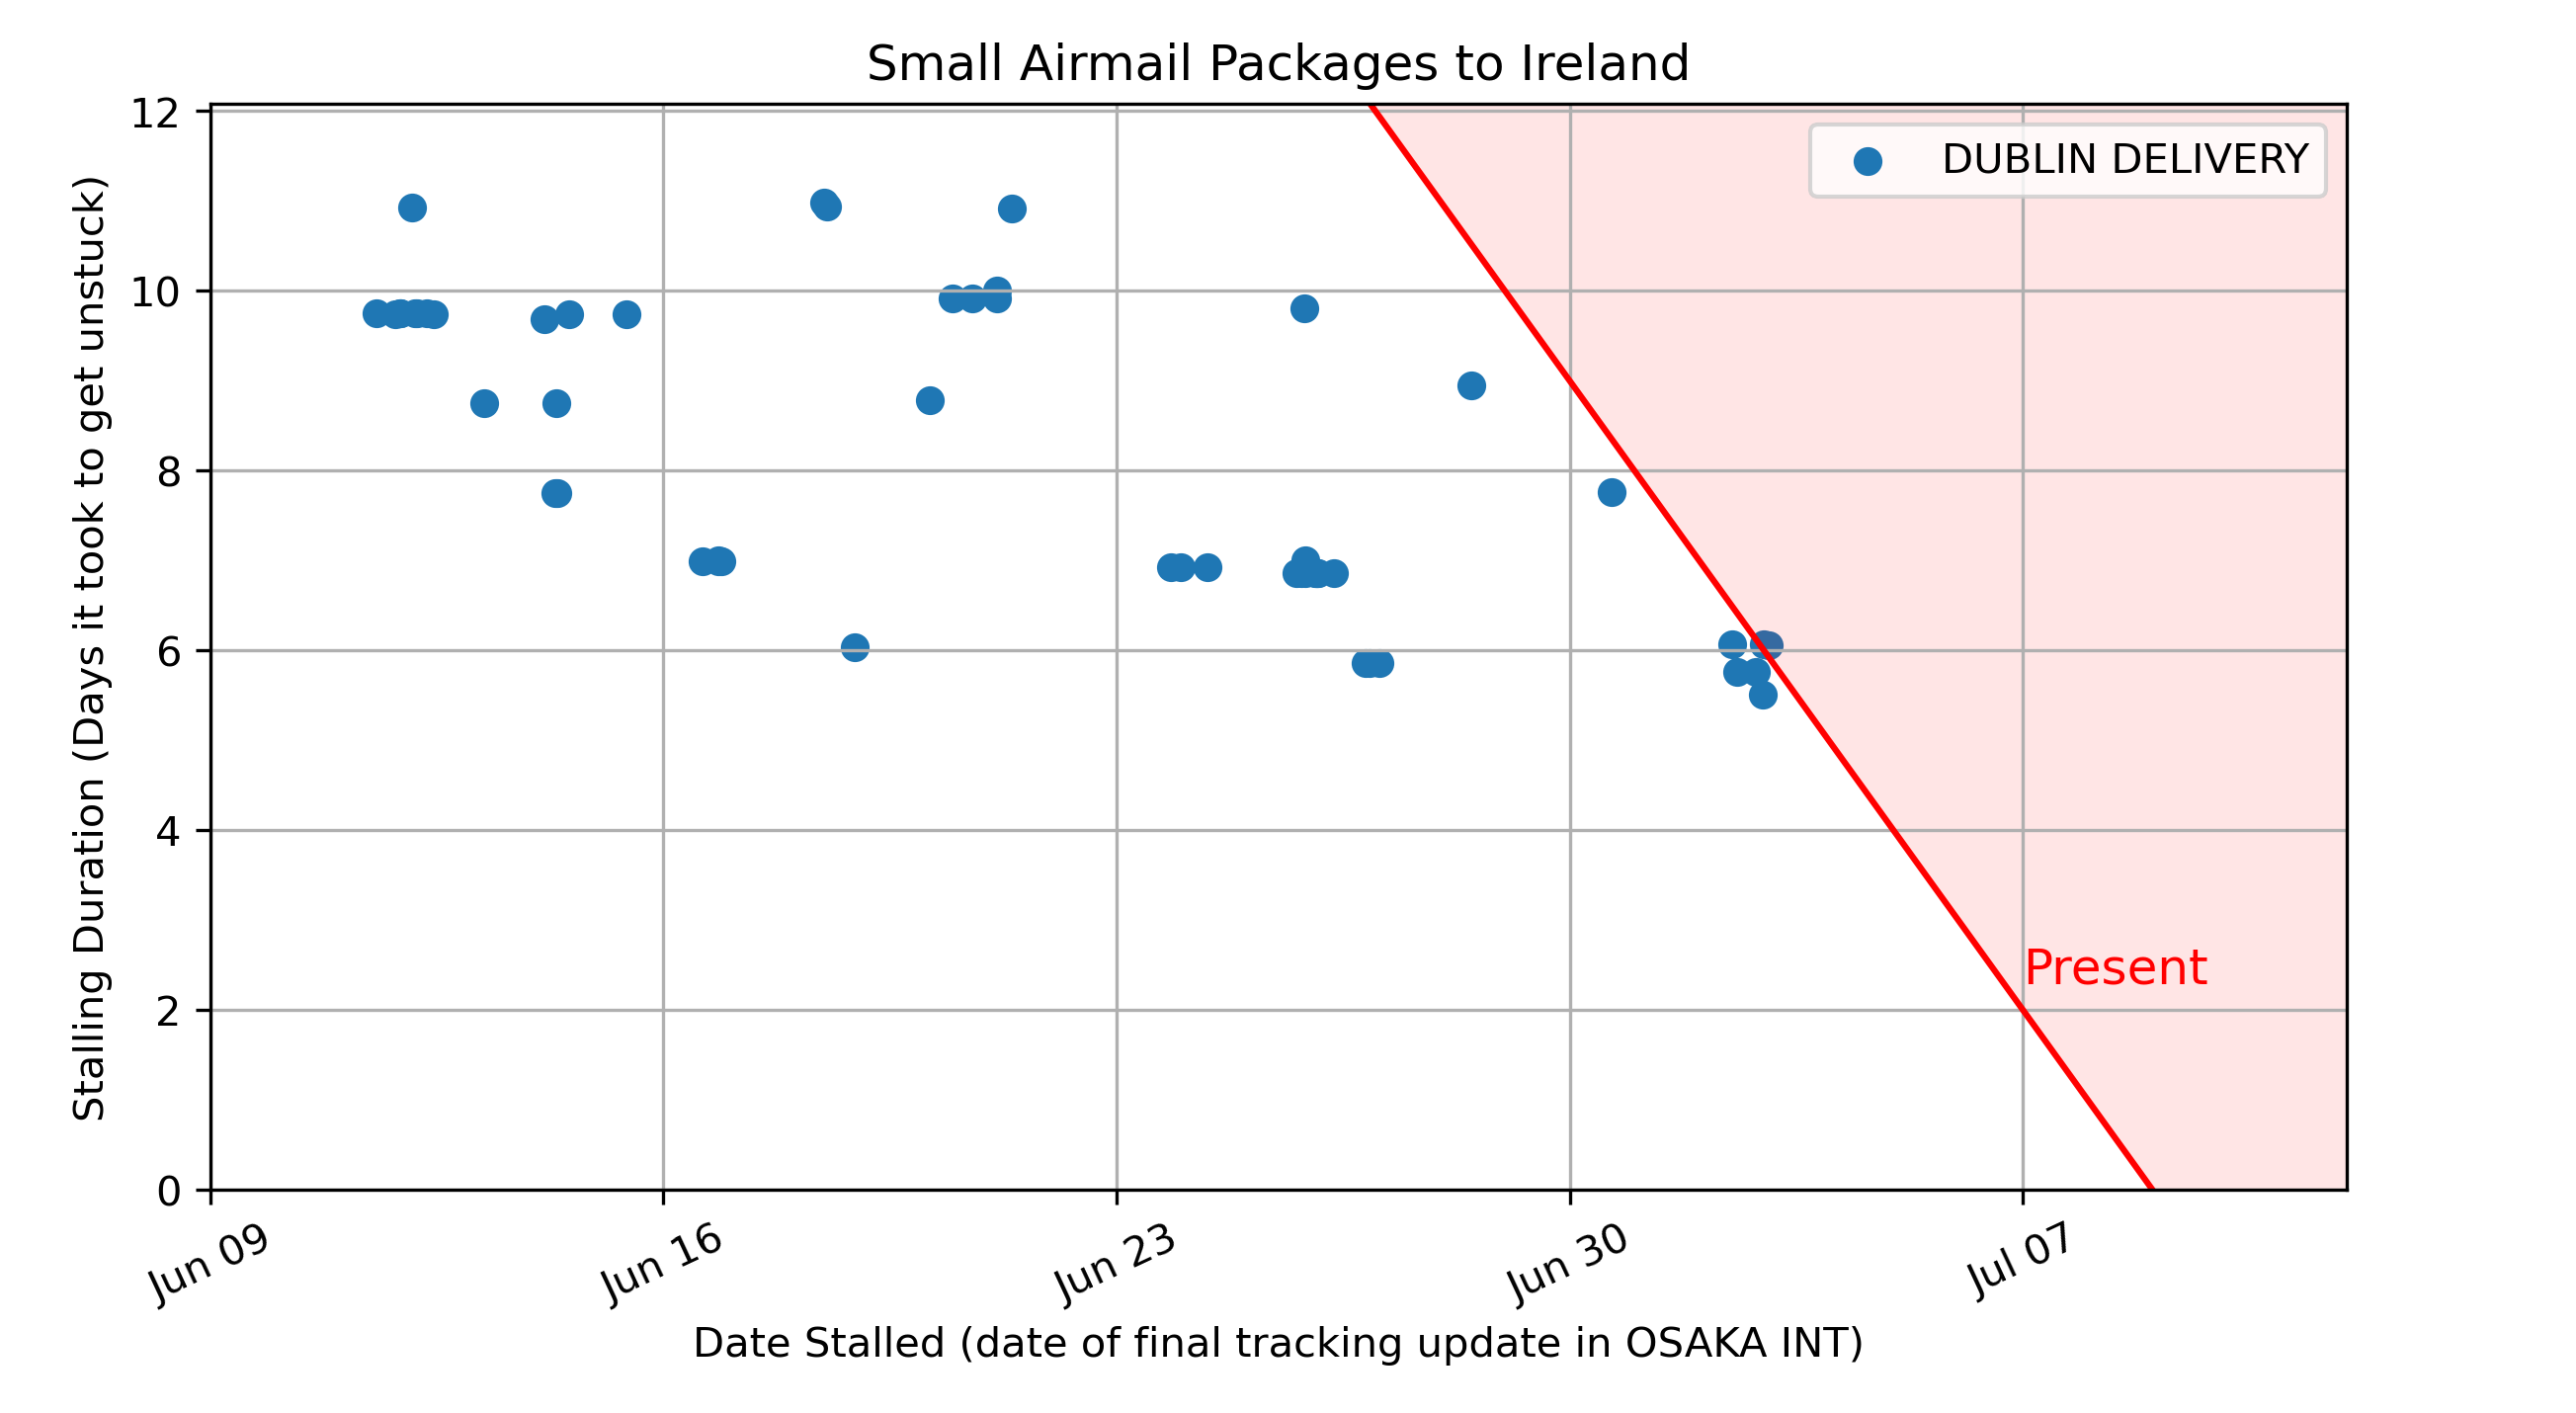 Small Airmail Packages to Ireland
Stalling Duration (Days it took to get unstuck)
12
10
8
6
4
2
0
DUBLIN DELIVERY
Present
Jun 09
Jun 16
Jun 23
Jun 30
Jul 07
Date Stalled (date of final tracking update in OSAKA INT)